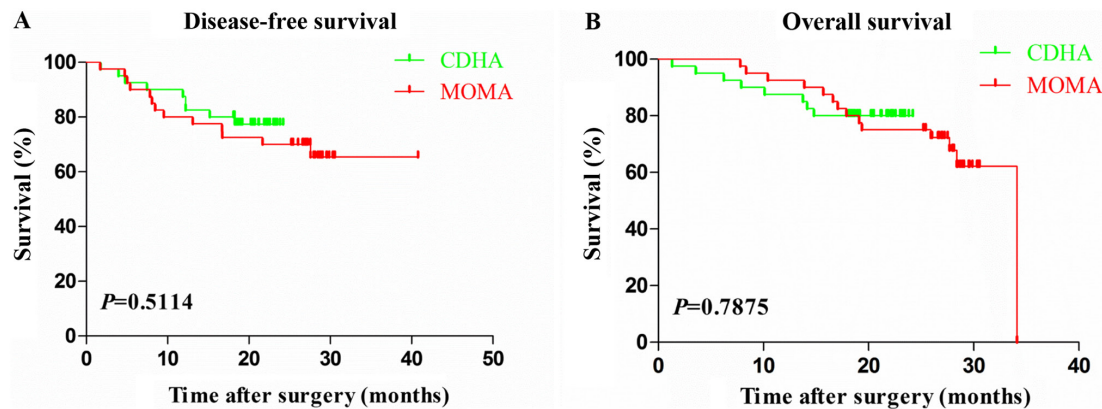 A
Disease-free survival
CDHA
MOMA
100
80
60
40
20
0
Survival (%)
P=0.5114
0 10 20 30 40 50
Time after surgery (months)
B
Overall survival
CDHA
MOMA
100
80
60
40
20
0
Survival (%)
P=0.7875
0 10 20 30 40
Time after surgery (months)